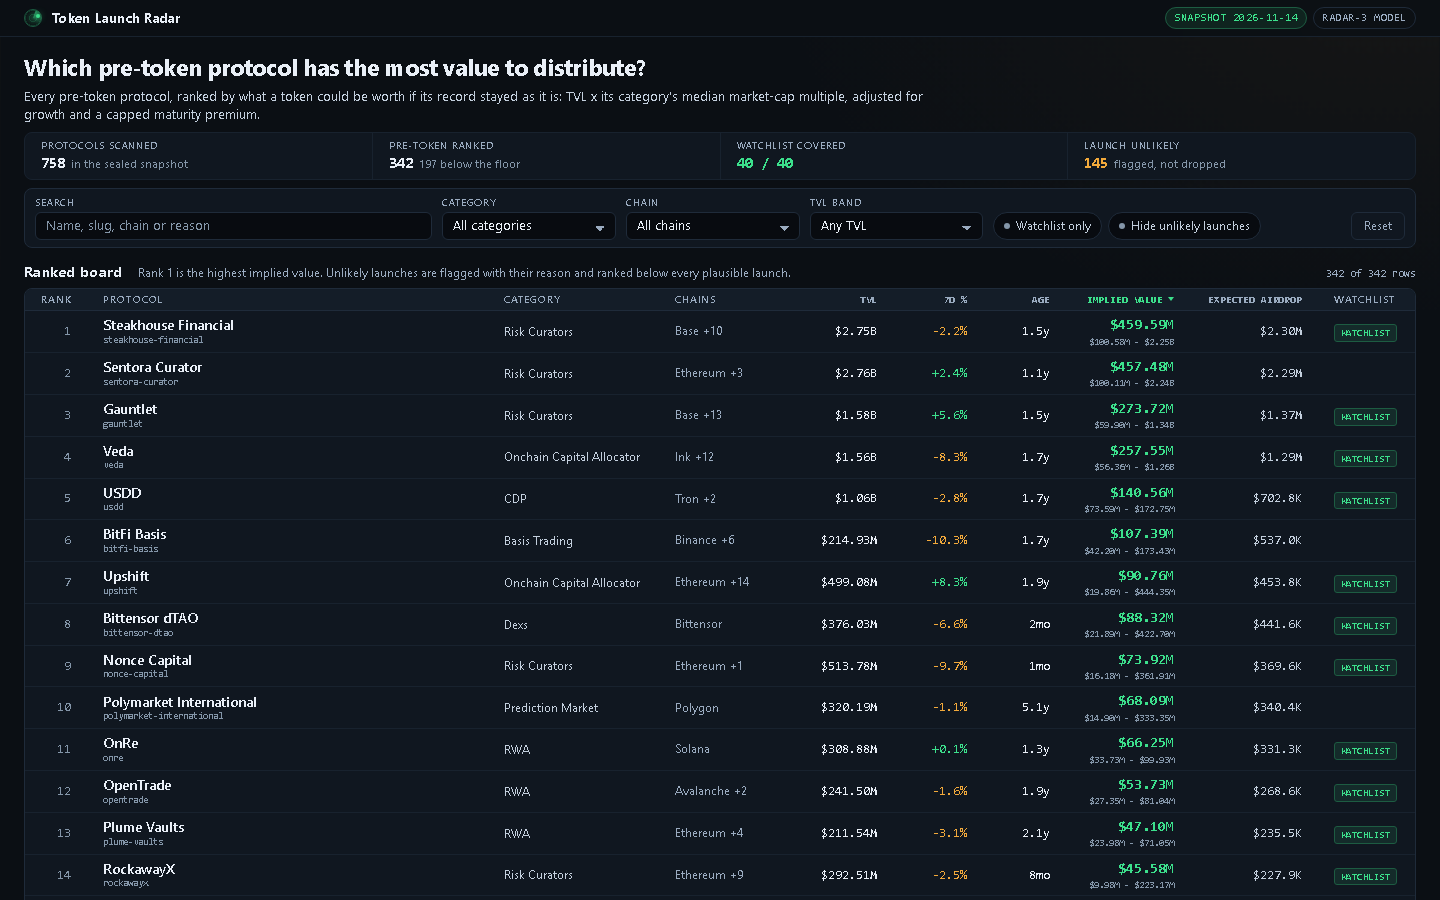 Token Launch Radar
SNAPSHOT 2026-11-14
RADAR-3 MODEL
Which pre-token protocol has the most value to distribute?
Every pre-token protocol, ranked by what a token could be worth if its record stayed as it is: TVL x its category's median market-cap multiple, adjusted for
growth and a capped maturity premium.
PROTOCOLS SCANNED
758 in the sealed snapshot
PRE-TOKEN RANKED
342 197 below the floor
WATCHLIST COVERED
40 / 40
LAUNCH UNLIKELY
145 flagged, not dropped
SEARCH
Name, slug, chain or reason
CATEGORY
All categories
CHAIN
All chains
TVL BAND
Any TVL
Watchlist only
Hide unlikely launches
Reset
Ranked board Rank 1 is the highest implied value. Unlikely launches are flagged with their reason and ranked below every plausible launch. 342 of 342 rows
RANK PROTOCOL CATEGORY CHAINS TVL 7D % AGE IMPLIED VALUE ▼ EXPECTED AIRDROP WATCHLIST
1 Steakhouse Financial Risk Curators Base +10 $2.75B -2.2% 1.5y $459.59M $2.30M WATCHLIST
steakhouse-financial $100.58M - $2.25B
2 Sentora Curator Risk Curators Ethereum +3 $2.76B +2.4% 1.1y $457.48M $2.29M
sentora-curator $100.11M - $2.24B
3 Gauntlet Risk Curators Base +13 $1.58B +5.6% 1.5y $273.72M $1.37M WATCHLIST
gauntlet $59.90M - $1.34B
4 Veda Onchain Capital Allocator Ink +12 $1.56B -8.3% 1.7y $257.55M $1.29M WATCHLIST
veda $56.36M - $1.26B
5 USDD CDP Tron +2 $1.06B -2.8% 1.7y $140.56M $702.8K WATCHLIST
usdd $73.59M - $172.75M
6 BitFi Basis Basis Trading Binance +6 $214.93M -10.3% 1.7y $107.39M $537.0K
bitfi-basis $42.20M - $173.43M
7 Upshift Onchain Capital Allocator Ethereum +14 $499.08M +8.3% 1.9y $90.76M $453.8K WATCHLIST
upshift $19.86M - $444.35M
8 Bittensor dTAO Dexs Bittensor $376.03M -6.6% 2mo $88.32M $441.6K WATCHLIST
bittensor-dtao $21.89M - $422.70M
9 Nonce Capital Risk Curators Ethereum +1 $513.78M -9.7% 1mo $73.92M $369.6K WATCHLIST
nonce-capital $16.18M - $361.91M
10 Polymarket International Prediction Market Polygon $320.19M -1.1% 5.1y $68.09M $340.4K
polymarket-international $14.90M - $333.35M
11 OnRe RWA Solana $308.88M +0.1% 1.3y $66.25M $331.3K WATCHLIST
onre $33.73M - $99.93M
12 OpenTrade RWA Avalanche +2 $241.50M -1.6% 1.9y $53.73M $268.6K WATCHLIST
opentrade $27.35M - $81.04M
13 Plume Vaults RWA Ethereum +4 $211.54M -3.1% 2.1y $47.10M $235.5K WATCHLIST
plume-vaults $23.98M - $71.05M
14 RockawayX Risk Curators Ethereum +9 $292.51M -2.5% 8mo $45.58M $227.9K WATCHLIST
rockawayx $9.98M - $223.17M